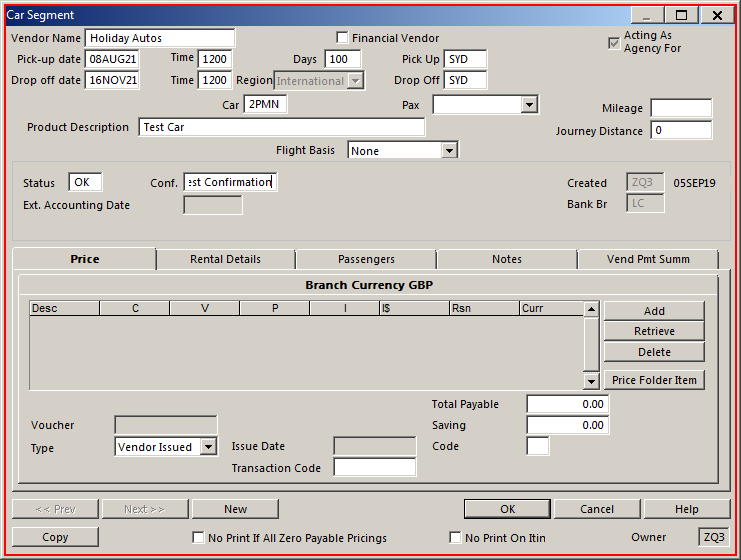 Car Segment
Vendor Name Holiday Autos Financial Vendor Acting As Agency For
Pick-up date 08AUG21 Time 1200 Days 100 Pick Up SYD
Drop off date 16NOV21 Time 1200 Region International Drop Off SYD
Car 2PMN Pax Mileage
Product Description Test Car Journey Distance 0
Flight Basis None
Status OK Conf. est Confirmation Created ZQ3 05SEP19
Ext. Accounting Date Bank Br LC
Price Rental Details Passengers Notes Vend Pmt Summ
Branch Currency GBP
Desc C V P I I$ Rsn Curr
Add
Retrieve
Delete
Price Folder Item
Total Payable 0.00
Voucher Saving 0.00
Type Vendor Issued Issue Date Code
Transaction Code
<< Prev Next >> New OK Cancel Help
Copy No Print If All Zero Payable Pricings No Print On Itin Owner ZQ3